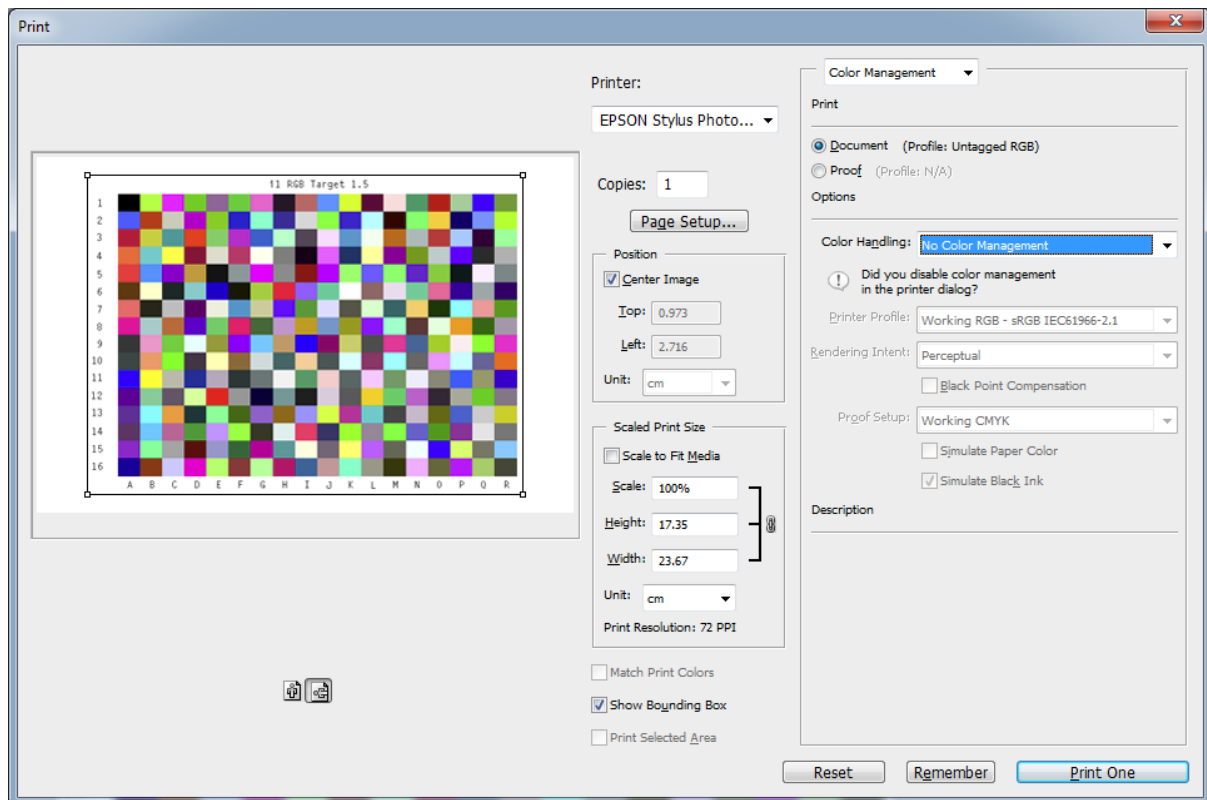 Print
Printer:
EPSON Stylus Photo...
Copies: 1
Page Setup...
Position
Center Image
Top: 0.973
Left: 2.716
Unit: cm
Scaled Print Size
Scale to Fit Media
Scale: 100%
Height: 17.35
Width: 23.67
Unit: cm
Print Resolution: 72 PPI
Match Print Colors
Show Bounding Box
Print Selected Area
i1 RGB Target 1.5
1
2
3
4
5
6
7
8
9
10
11
12
13
14
15
16
A B C D E F G H I J K L M N O P Q R
Color Management
Print
Document (Profile: Untagged RGB)
Proof (Profile: N/A)
Options
Color Handling: No Color Management
Did you disable color management
in the printer dialog?
Printer Profile: Working RGB - sRGB IEC61966-2.1
Rendering Intent: Perceptual
Black Point Compensation
Proof Setup: Working CMYK
Simulate Paper Color
Simulate Black Ink
Description
Reset
Remember
Print One